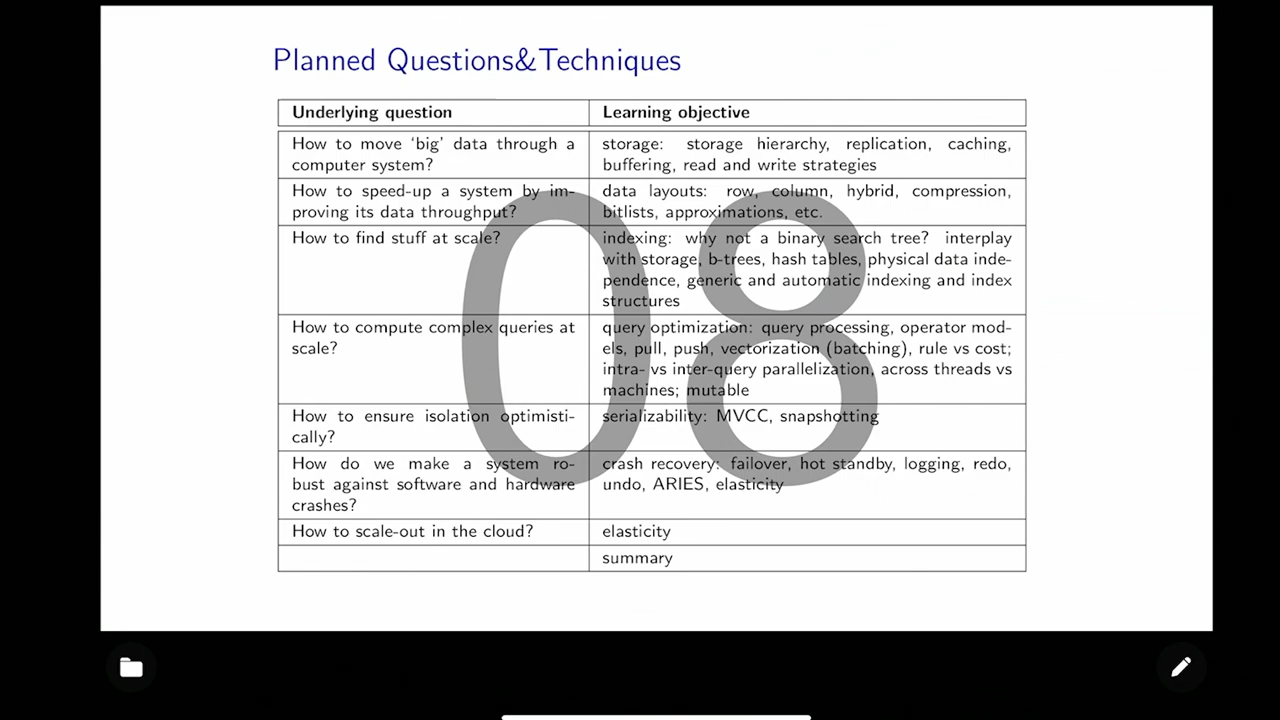 Planned Questions&Techniques
Underlying question
Learning objective
How to move ‘big’ data through a
computer system?
storage: storage hierarchy, replication, caching,
buffering, read and write strategies
How to speed-up a system by im-
proving its data throughput?
data layouts: row, column, hybrid, compression,
bitlists, approximations, etc.
How to find stuff at scale?
indexing: why not a binary search tree? interplay
with storage, b-trees, hash tables, physical data inde-
pendence, generic and automatic indexing and index
structures
How to compute complex queries at
scale?
query optimization: query processing, operator mod-
els, pull, push, vectorization (batching), rule vs cost;
intra- vs inter-query parallelization, across threads vs
machines; mutable
How to ensure isolation optimisti-
cally?
serializability: MVCC, snapshotting
How do we make a system ro-
bust against software and hardware
crashes?
crash recovery: failover, hot standby, logging, redo,
undo, ARIES, elasticity
How to scale-out in the cloud?
elasticity
summary
08